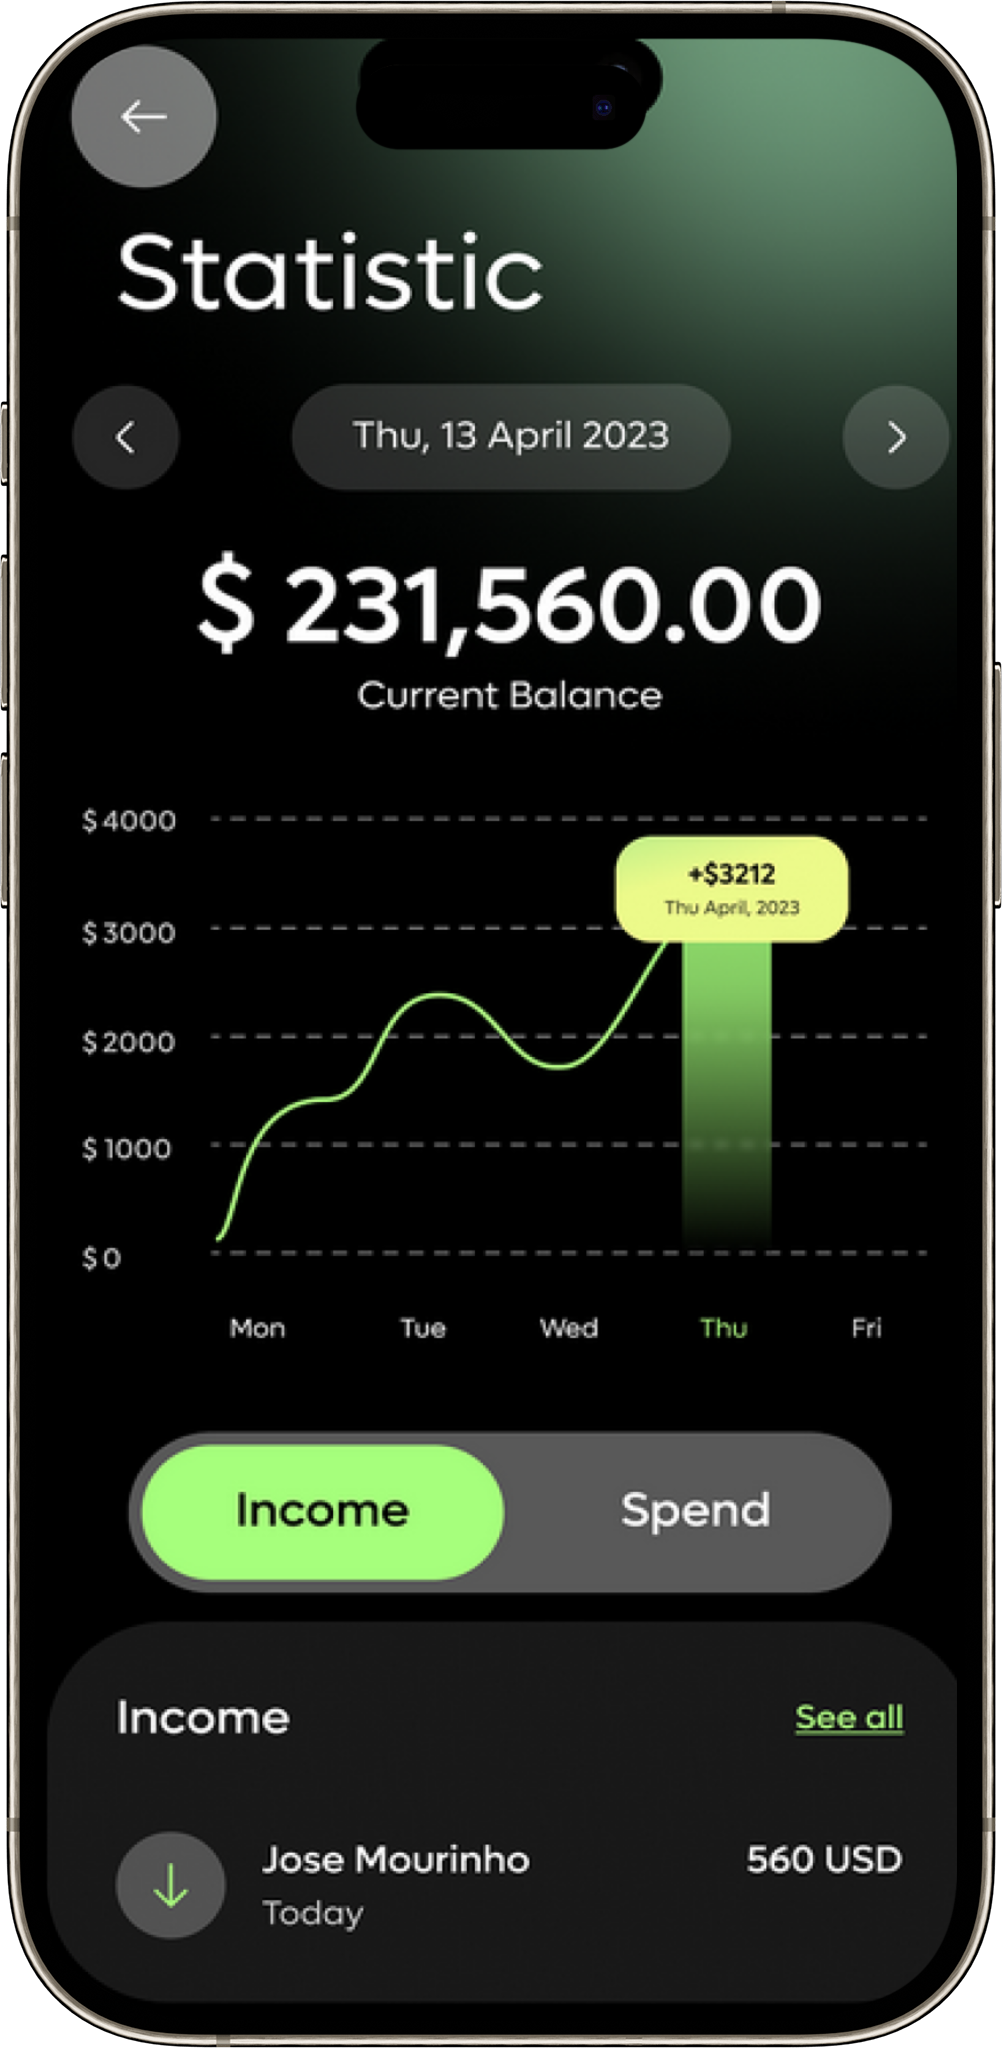 Statistic
Thu, 13 April 2023
$ 231,560.00
Current Balance
$4000
+$3212
Thu April, 2023
$3000
$2000
$1000
$0
Mon Tue Wed Thu Fri
Income Spend
Income See all
Jose Mourinho 560 USD
Today